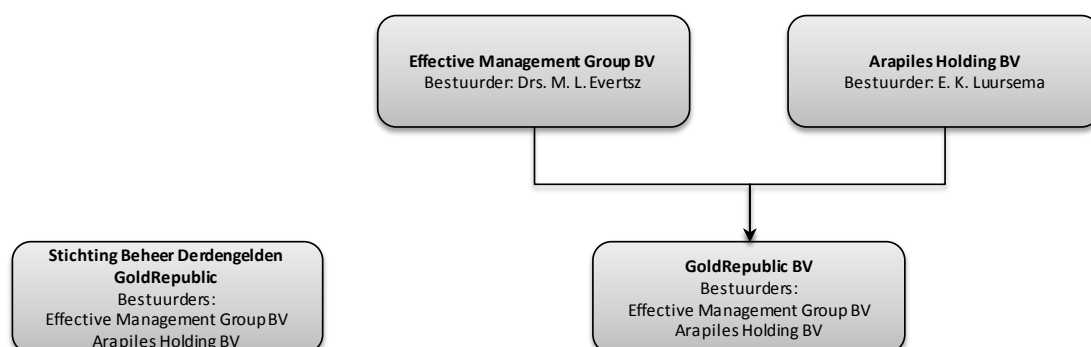 Effective Management Group BV
Bestuurder: Drs. M. L. Evertsz
Arapiles Holding BV
Bestuurder: E. K. Luursema
Stichting Beheer Derdengelden
GoldRepublic
Bestuurders:
Effective Management Group BV
Arapiles Holding BV
GoldRepublic BV
Bestuurders:
Effective Management Group BV
Arapiles Holding BV